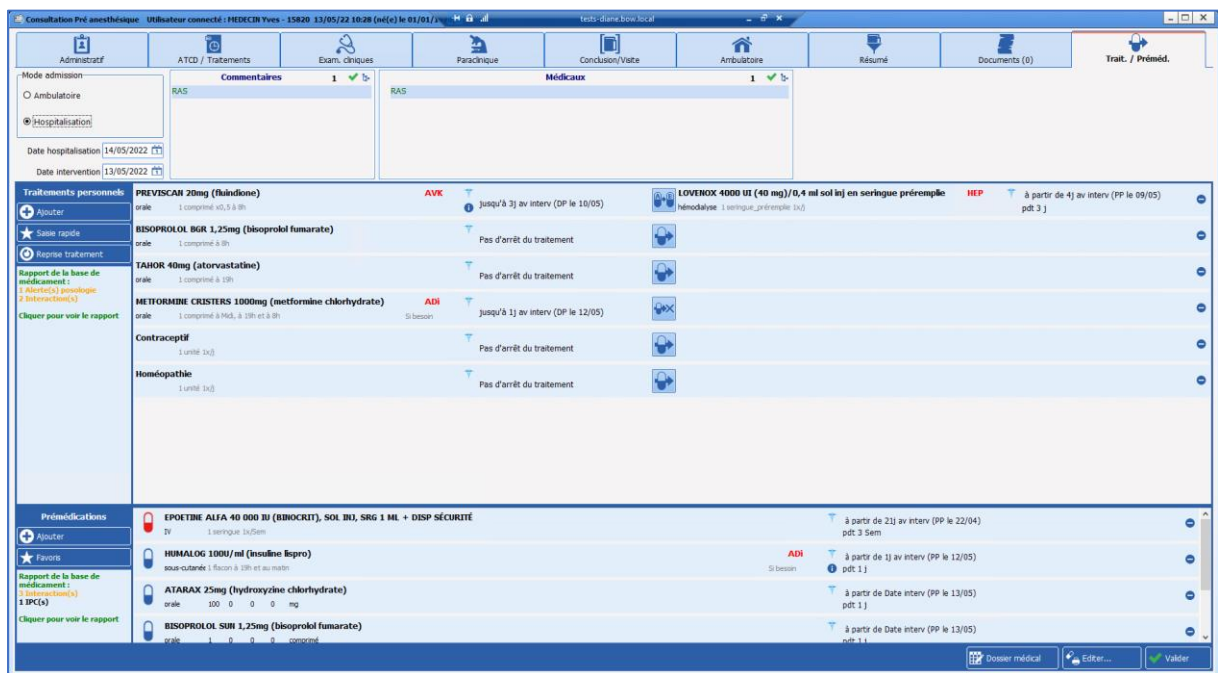 Consultation Pré anesthésique Utilisateur connecté : MEDECIN Yves - 15820 13/05/22 10:28 (né(e) le 01/01/
tests-diane.bow.local
Administratif
ATCD / Traitements
Exam. cliniques
Paraclinique
Conclusion/Visite
Ambulatoire
Résumé
Documents (0)
Trait. / Préméd.
Mode admission
Ambulatoire
Hospitalisation
Date hospitalisation 14/05/2022
Date intervention 13/05/2022
Commentaires 1
RAS
Médicaux 1
RAS
Traitements personnels
Ajouter
Saisie rapide
Reprise traitement
Rapport de la base de
médicament :
1 Alerte(s) posologie
2 Interaction(s)
Cliquer pour voir le rapport
PREVISCAN 20mg (fluindione) AVK
orale 1 comprimé x0,5 à 8h
jusqu'à 3j av interv (DP le 10/05)
LOVENOX 4000 UI (40 mg)/0,4 ml sol inj en seringue préremplie HEP
hémodialyse 1 seringue_préremplie 1x/j
à partir de 4j av interv (PP le 09/05)
pdt 3 j
BISOPROLOL BGR 1,25mg (bisoprolol fumarate)
orale 1 comprimé à 8h
Pas d'arrêt du traitement
TAHOR 40mg (atorvastatine)
orale 1 comprimé à 19h
Pas d'arrêt du traitement
METFORMINE CRISTERS 1000mg (metformine chlorhydrate) ADi
orale 1 comprimé à Midi, à 19h et à 8h Si besoin
jusqu'à 1j av interv (DP le 12/05)
Contraceptif
1 unité 1x/j
Pas d'arrêt du traitement
Homéopathie
1 unité 1x/j
Pas d'arrêt du traitement
Prémédications
Ajouter
Favoris
Rapport de la base de
médicament :
3 Interaction(s)
1 IPC(s)
Cliquer pour voir le rapport
EPOETINE ALFA 40 000 IU (BINOCRIT), SOL INJ, SRG 1 ML + DISP SÉCURITÉ
IV 1 seringue 1x/Sem
à partir de 21j av interv (PP le 22/04)
pdt 3 Sem
HUMALOG 100U/ml (insuline lispro) ADi
sous-cutanée 1 flacon à 19h et au matin Si besoin
à partir de 1j av interv (PP le 12/05)
pdt 1 j
ATARAX 25mg (hydroxyzine chlorhydrate)
orale 100 0 0 0 mg
à partir de Date interv (PP le 13/05)
pdt 1 j
BISOPROLOL SUN 1,25mg (bisoprolol fumarate)
orale 1 0 0 0 comprimé
à partir de Date interv (PP le 13/05)
pdt 1 j
Dossier médical
Editer...
Valider